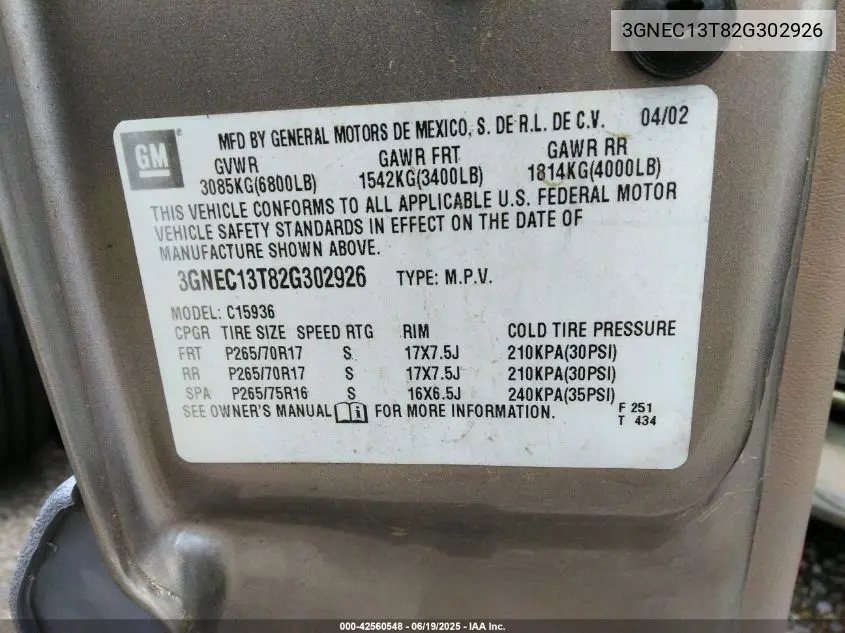 3GNEC13T82G302926
GM ® MFD BY GENERAL MOTORS DE MEXICO, S. DE R.L. DE C.V. 04/02
GVWR GAWR FRT GAWR RR
3085KG(6800LB) 1542KG(3400LB) 1814KG(4000LB)
THIS VEHICLE CONFORMS TO ALL APPLICABLE U.S. FEDERAL MOTOR
VEHICLE SAFETY STANDARDS IN EFFECT ON THE DATE OF
MANUFACTURE SHOWN ABOVE.
3GNEC13T82G302926 TYPE: M.P.V.
MODEL: C15936
CPGR TIRE SIZE SPEED RTG RIM COLD TIRE PRESSURE
FRT P265/70R17 S 17X7.5J 210KPA(30PSI)
RR P265/70R17 S 17X7.5J 210KPA(30PSI)
SPA P265/75R16 S 16X6.5J 240KPA(35PSI)
SEE OWNER'S MANUAL i FOR MORE INFORMATION. F 251
T 434
000-42560548 - 06/19/2025 - IAA Inc.